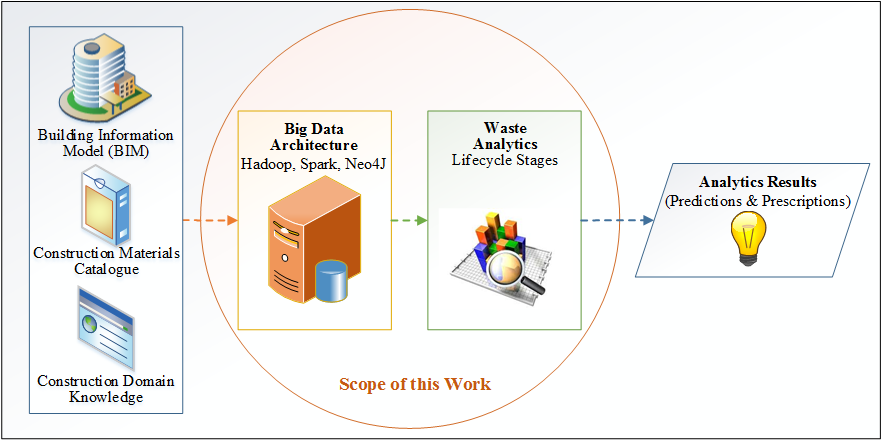 Building Information
Model (BIM)
Construction Materials
Catalogue
Construction Domain
Knowledge
Big Data
Architecture
Hadoop, Spark, Neo4J
Waste
Analytics
Lifecycle Stages
Analytics Results
(Predictions & Prescriptions)
Scope of this Work